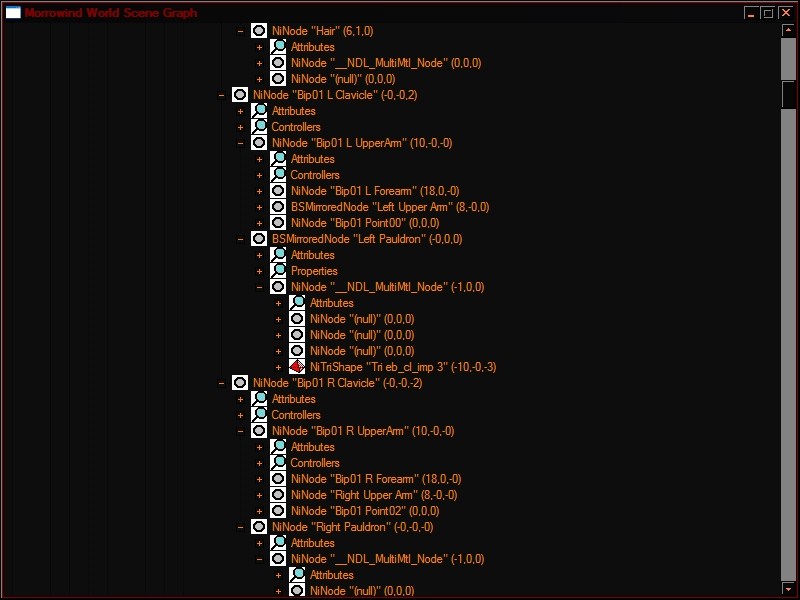 Morrowind World Scene Graph
NiNode "Hair" (6,1,0)
Attributes
NiNode "__NDL_MultiMtl_Node" (0,0,0)
NiNode "(null)" (0,0,0)
NiNode "Bip01 L Clavicle" (-0,-0,2)
Attributes
Controllers
NiNode "Bip01 L UpperArm" (10,-0,-0)
Attributes
Controllers
NiNode "Bip01 L Forearm" (18,0,-0)
BSMirroredNode "Left Upper Arm" (8,-0,0)
NiNode "Bip01 Point00" (0,0,0)
BSMirroredNode "Left Pauldron" (-0,0,0)
Attributes
Properties
NiNode "__NDL_MultiMtl_Node" (-1,0,0)
Attributes
NiNode "(null)" (0,0,0)
NiNode "(null)" (0,0,0)
NiNode "(null)" (0,0,0)
NiTriShape "Tri eb_cl_imp 3" (-10,-0,-3)
NiNode "Bip01 R Clavicle" (-0,-0,-2)
Attributes
Controllers
NiNode "Bip01 R UpperArm" (10,-0,-0)
Attributes
Controllers
NiNode "Bip01 R Forearm" (18,0,-0)
NiNode "Right Upper Arm" (8,-0,-0)
NiNode "Bip01 Point02" (0,0,0)
NiNode "Right Pauldron" (-0,-0,-0)
Attributes
NiNode "__NDL_MultiMtl_Node" (-1,0,0)
Attributes
NiNode "(null)" (0,0,0)